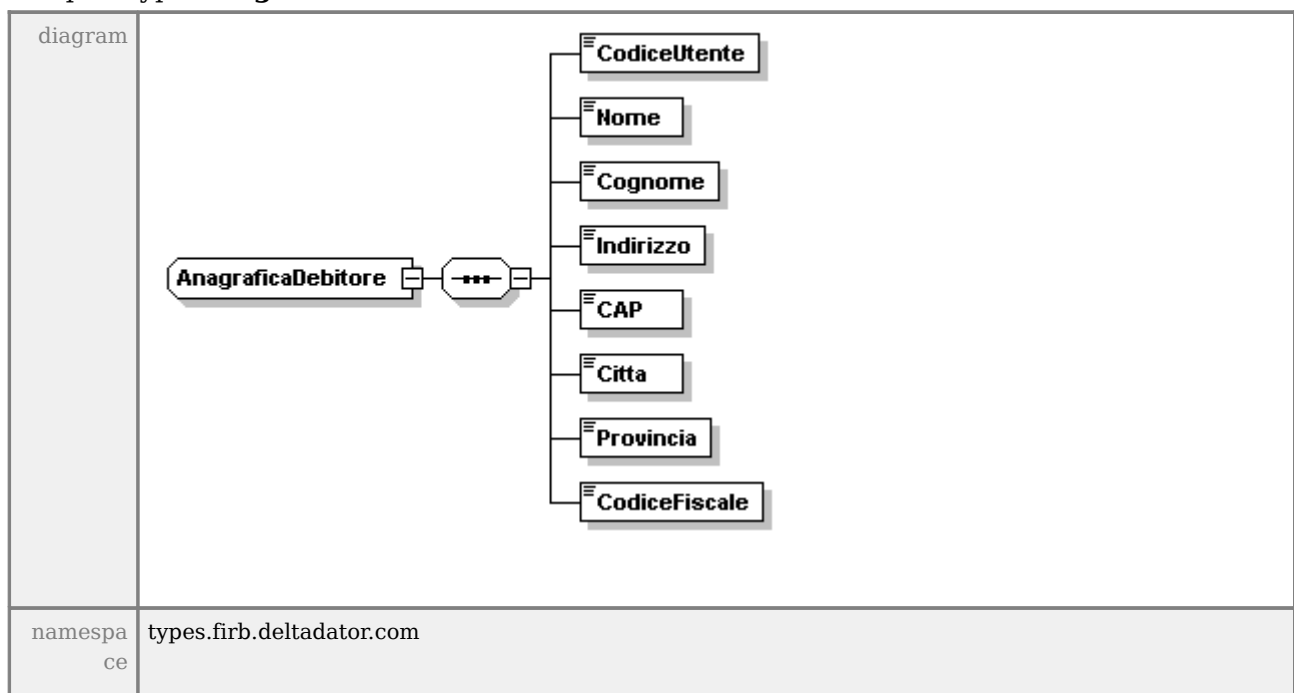 diagram
CodiceUtente
Nome
Cognome
Indirizzo
AnagraficaDebitore
CAP
Citta
Provincia
CodiceFiscale
namespa
ce
types.firb.deltadator.com